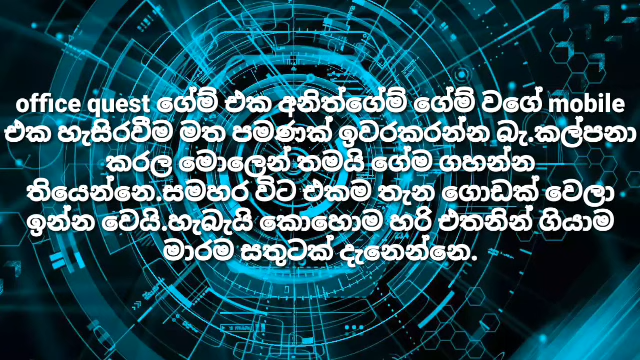 office quest ගේම් එක අනිත්ගේම් ගේම් වගේ mobile
එක හැසිරවීම මත පමණක් ඉවරකරන්න බැ.කල්පනා
කරල මොලෙන් තමයි ගේම ගහන්න
තියෙන්නෙ.සමහර විට එකම තැන ගොඩක් වෙලා
ඉන්න වෙයි.හැබැයි කොහොම හරි එතනින් ගියාම
මාරම සතුටක් දැනෙන්නෙ.